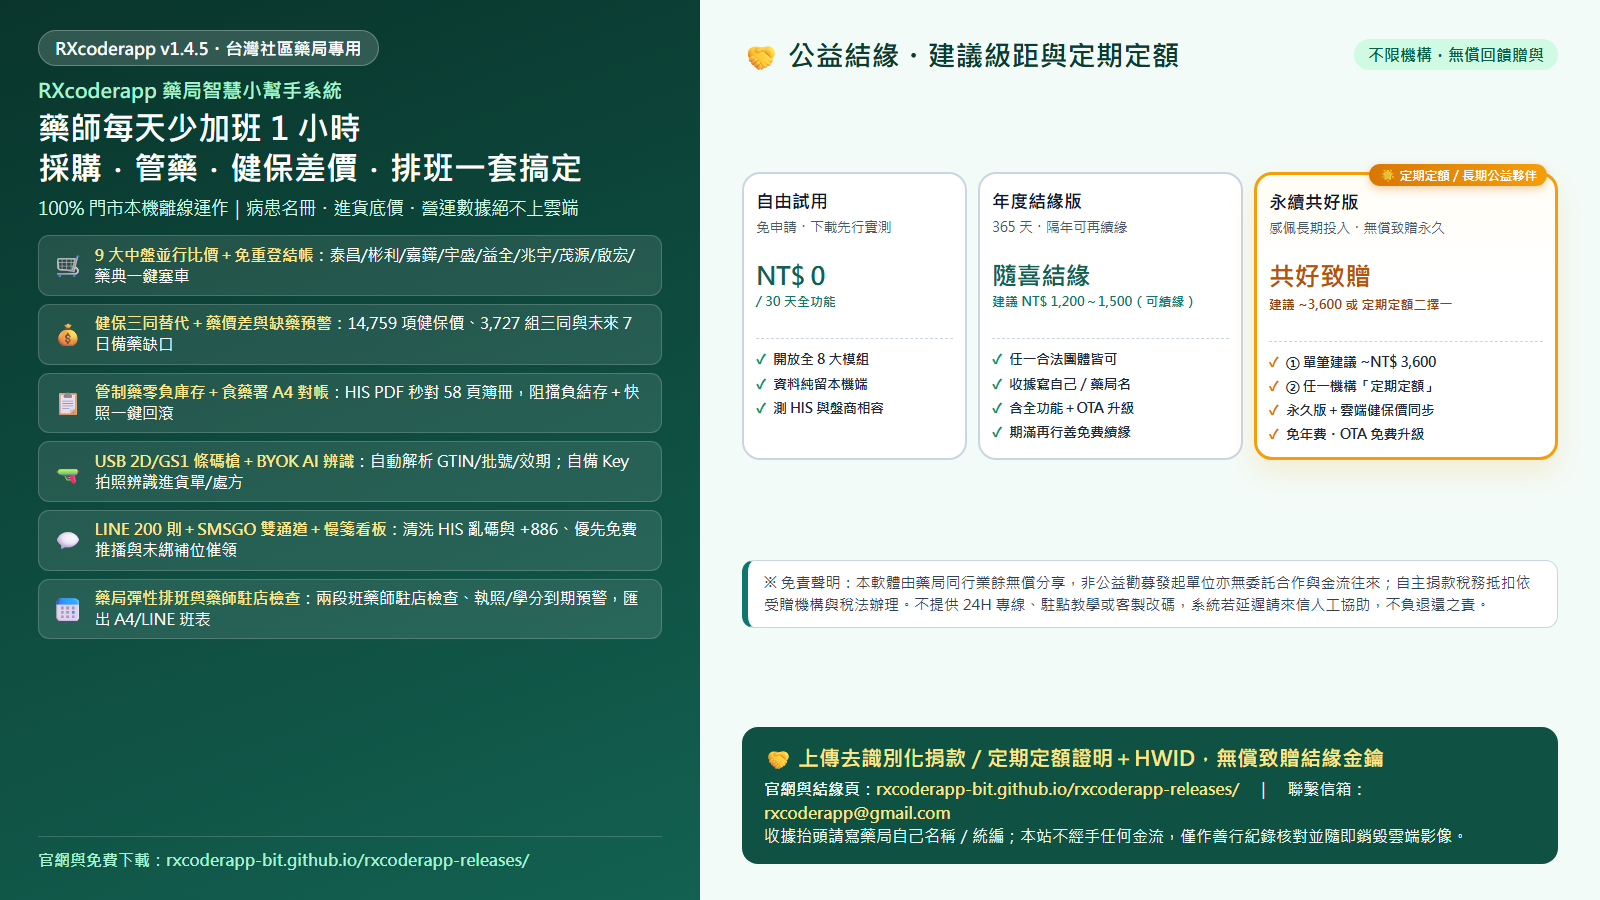 RXcoderapp v1.4.5・台灣社區藥局專用
RXcoderapp 藥局智慧小幫手系統
藥師每天少加班 1 小時
採購・管藥・健保差價・排班一套搞定
100% 門市本機離線運作 | 病患名冊・進貨底價・營運數據絕不上雲端
9 大中盤並行比價＋免重登結帳：泰昌/彬利/嘉鏵/宇盛/益全/兆宇/茂源/啟宏/
藥典一鍵塞車
健保三同替代＋藥價差與缺藥預警：14,759 項健保價、3,727 組三同與未來 7
日備藥缺口
管制藥零負庫存＋食藥署 A4 對帳：HIS PDF 秒對 58 頁簿冊，阻擋負結存＋快
照一鍵回滾
USB 2D/GS1 條碼槍＋BYOK AI 辨識：自動解析 GTIN/批號/效期；自備 Key
拍照辨識進貨單/處方
LINE 200 則＋SMSGO 雙通道＋慢箋看板：清洗 HIS 亂碼與 +886、優先免費
推播與未綁補位催領
藥局彈性排班與藥師駐店檢查：兩段班藥師駐店檢查、執照/學分到期預警，匯
出 A4/LINE 班表
官網與免費下載：rxcoderapp-bit.github.io/rxcoderapp-releases/
公益結緣・建議級距與定期定額
不限機構・無償回饋贈與
自由試用
免申請・下載先行實測
NT$ 0
/ 30 天全功能
✓ 開放全 8 大模組
✓ 資料純留本機端
✓ 測 HIS 與盤商相容
年度結緣版
365 天・隔年可再續緣
隨喜結緣
建議 NT$ 1,200～1,500（可續緣）
✓ 任一合法團體皆可
✓ 收據寫自己 / 藥局名
✓ 含全功能＋OTA 升級
✓ 期滿再行善免費續緣
定期定額 / 長期公益夥伴
永續共好版
感佩長期投入・無償致贈永久
共好致贈
建議 ~3,600 或 定期定額二擇一
✓ ① 單筆建議 ~NT$ 3,600
✓ ② 任一機構「定期定額」
✓ 永久版＋雲端健保價同步
✓ 免年費・OTA 免費升級
※ 免責聲明：本軟體由藥局同行業餘無償分享，非公益勸募發起單位亦無委託合作與金流往來；自主捐款稅務抵扣依
受贈機構與稅法辦理。不提供 24H 專線、駐點教學或客製改碼，系統若延遲請來信人工協助，不負退還之責。
上傳去識別化捐款 / 定期定額證明＋HWID・無償致贈結緣金鑰
官網與結緣頁：rxcoderapp-bit.github.io/rxcoderapp-releases/ | 聯繫信箱：
rxcoderapp@gmail.com
收據抬頭請寫藥局自己名稱 / 統編；本站不經手任何金流，僅作善行紀錄核對並隨即銷毀雲端影像。